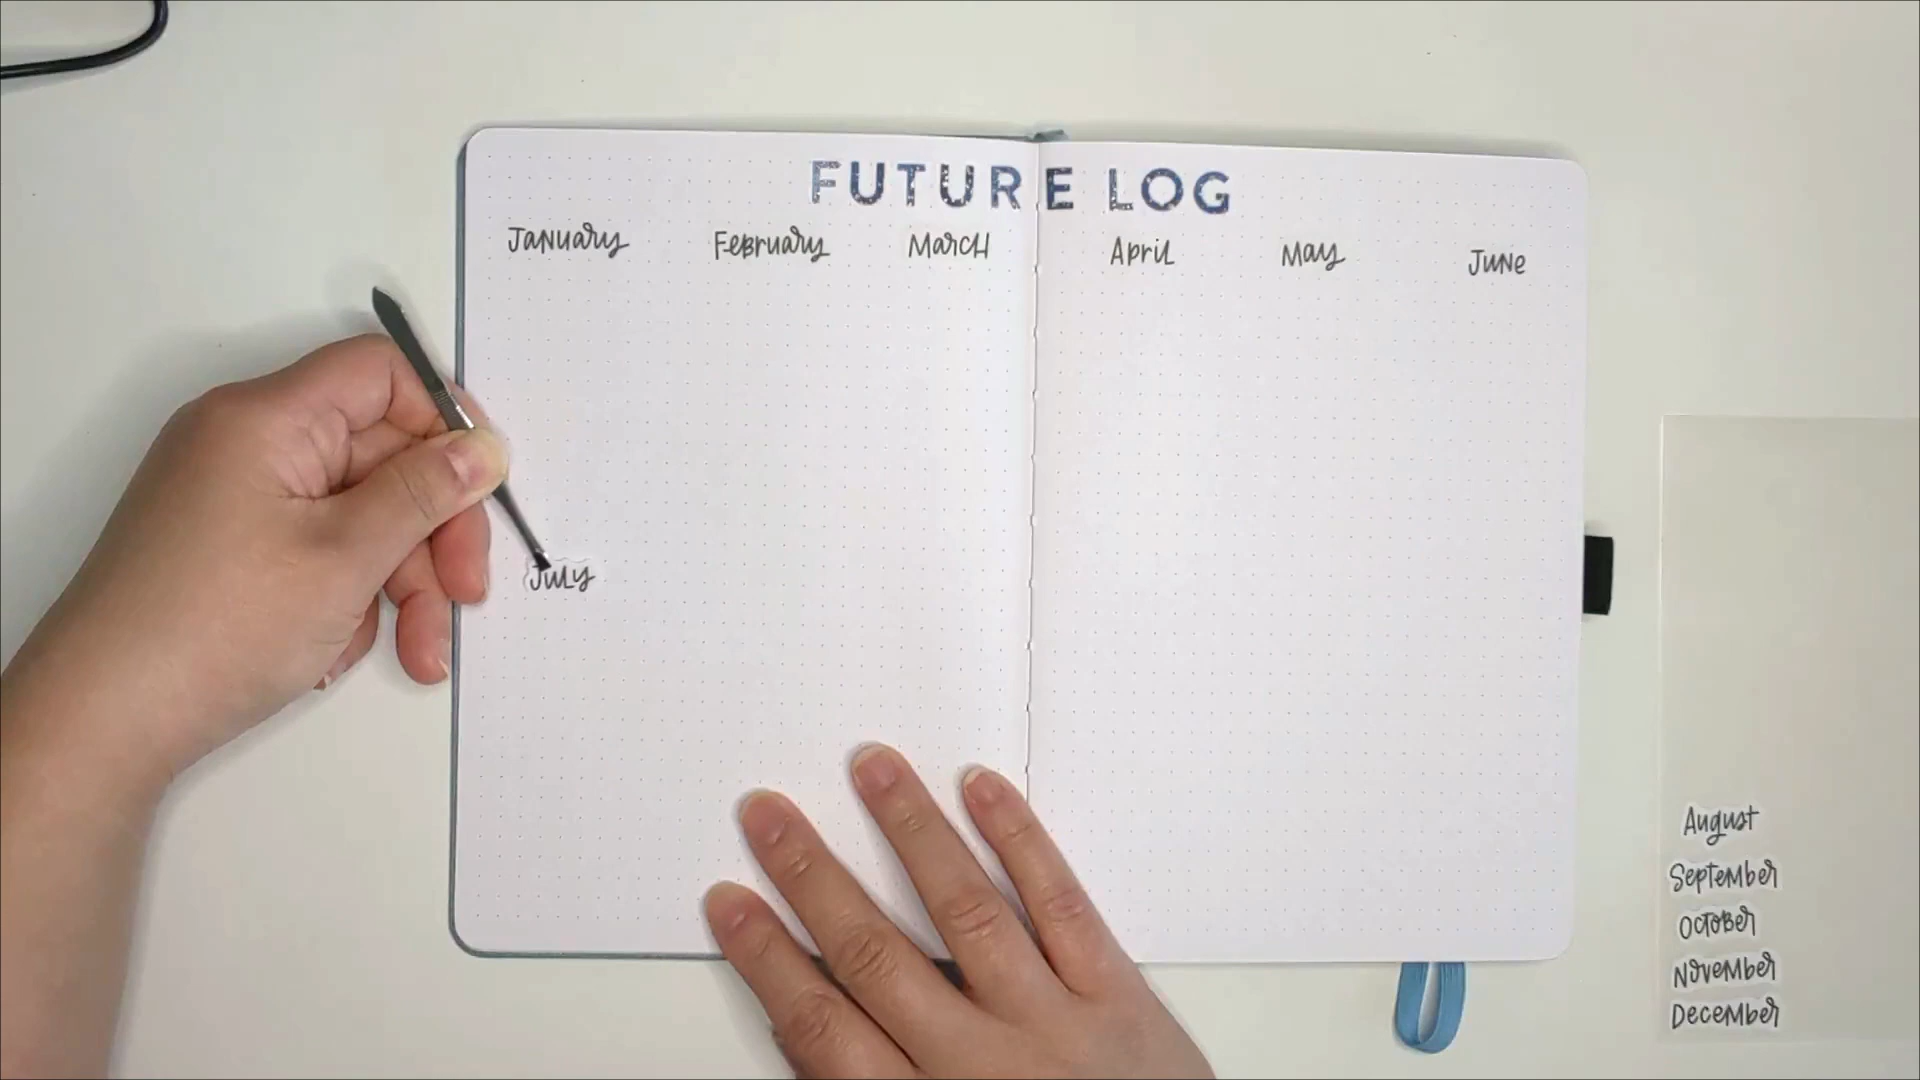 FUTURE LOG
January February March April May June
July
August
September
October
November
December